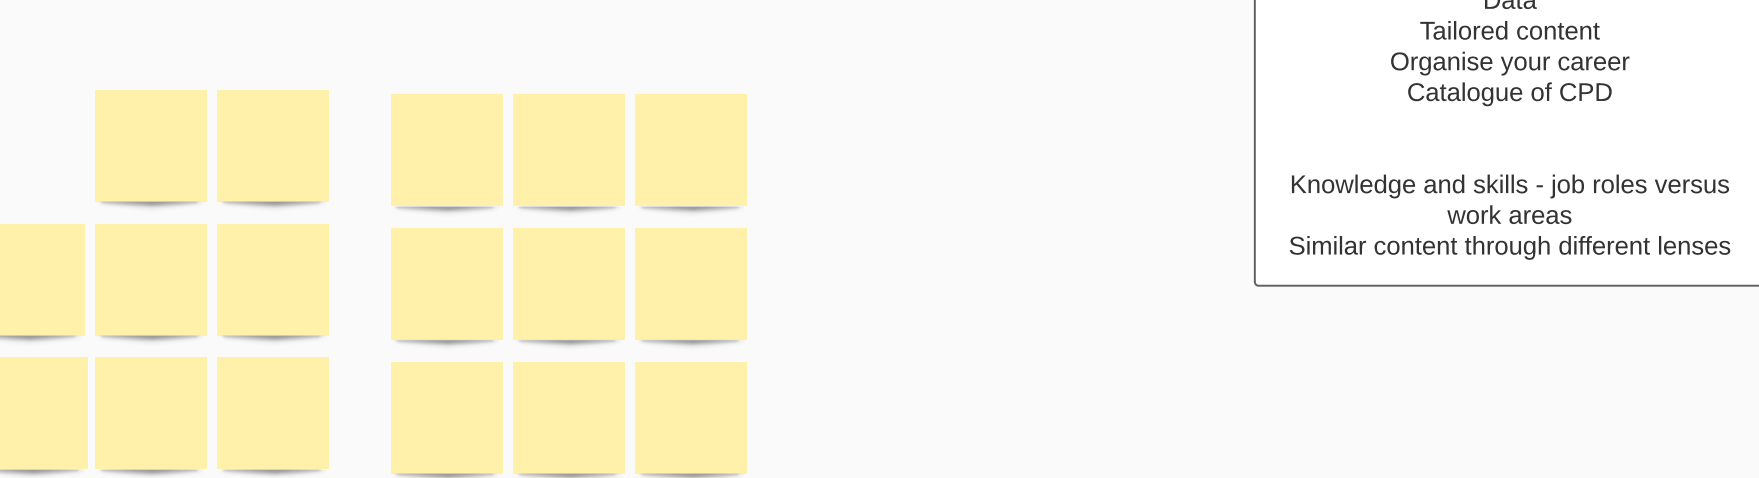 Data
Tailored content
Organise your career
Catalogue of CPD
Knowledge and skills - job roles versus
work areas
Similar content through different lenses